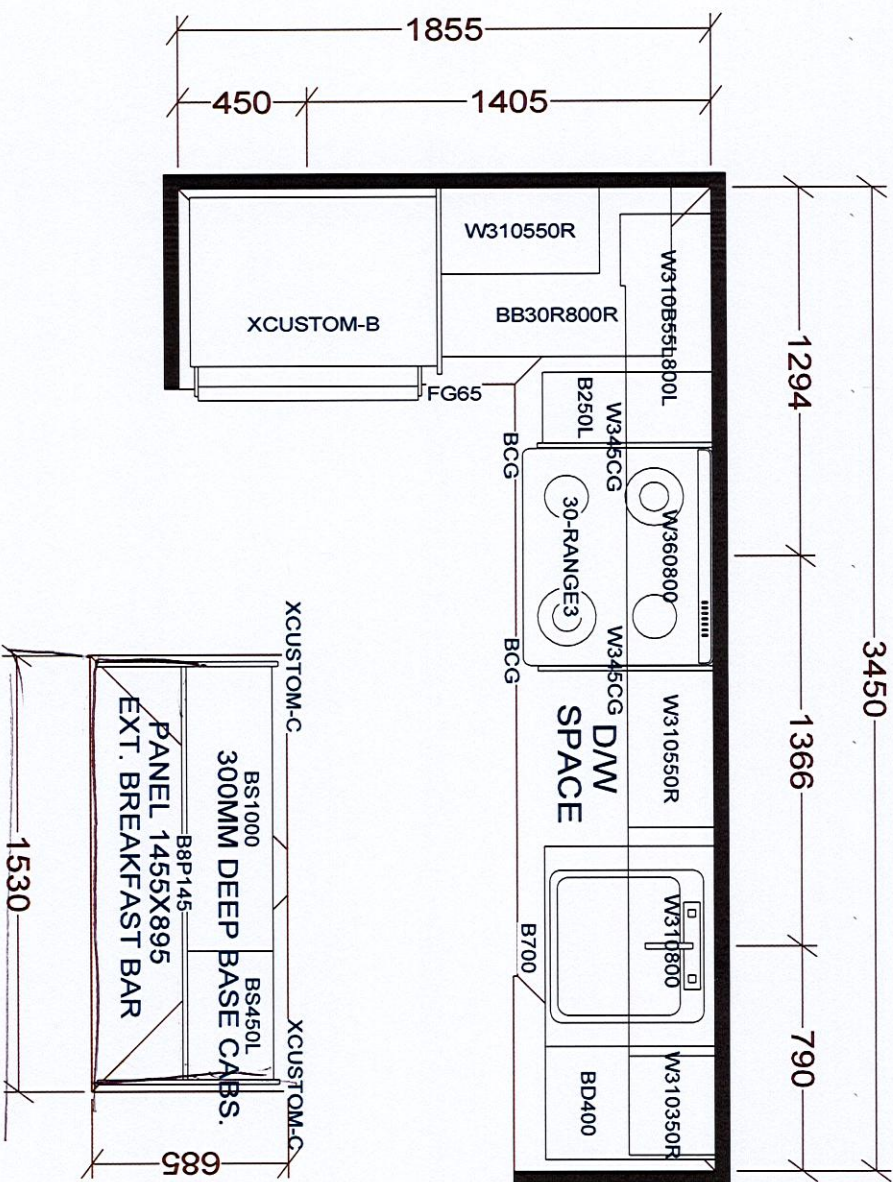 1855
450
1405
3450
1294
1366
790
W310550R
BB30R800R
W310B55L800L
XCUSTOM-B
FG65
B250L
W345CG
BCG
W360800
30-RANGE3
W345CG
BCG
W310550R
D/W
SPACE
W310800
B700
W310350R
BD400
XCUSTOM-C
XCUSTOM-C
BS1000
BS450L
300MM DEEP BASE CABS.
B8P145
PANEL 1455X895
EXT. BREAKFAST BAR
1530
685